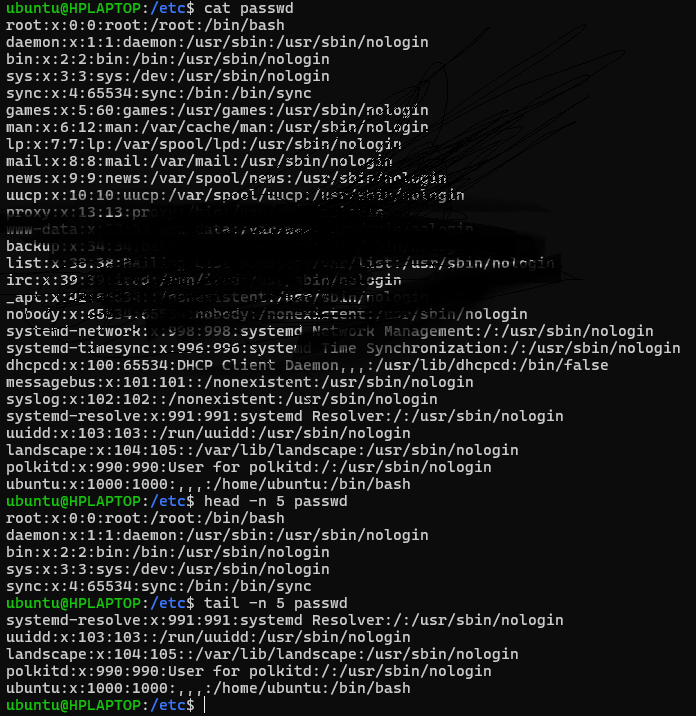 ubuntu@HPLAPTOP:/etc$ cat passwd
root:x:0:0:root:/root:/bin/bash
daemon:x:1:1:daemon:/usr/sbin:/usr/sbin/nologin
bin:x:2:2:bin:/bin:/usr/sbin/nologin
sys:x:3:3:sys:/dev:/usr/sbin/nologin
sync:x:4:65534:sync:/bin:/bin/sync
games:x:5:60:games:/usr/games:/usr/sbin/nologin
man:x:6:12:man:/var/cache/man:/usr/sbin/nologin
lp:x:7:7:lp:/var/spool/lpd:/usr/sbin/nologin
mail:x:8:8:mail:/var/mail:/usr/sbin/nologin
news:x:9:9:news:/var/spool/news:/usr/sbin/nologin
uucp:x:10:10:uucp:/var/spool/uucp:/usr/sbin/nologin
proxy:x:13:13:
www-data:x:
backup:x:34:34:
list:x:38:38: /var/list:/usr/sbin/nologin
irc:x:39:39: /usr/sbin/nologin
_apt:x:42: :/nonexistent:/usr/sbin/nologin
nobody:x:65534: nobody:/nonexistent:/usr/sbin/nologin
systemd-network:x:998:998:systemd Network Management:/:/usr/sbin/nologin
systemd-timesync:x:996:996:systemd Time Synchronization:/:/usr/sbin/nologin
dhcpcd:x:100:65534:DHCP Client Daemon,,,:/usr/lib/dhcpcd:/bin/false
messagebus:x:101:101::/nonexistent:/usr/sbin/nologin
syslog:x:102:102::/nonexistent:/usr/sbin/nologin
systemd-resolve:x:991:991:systemd Resolver:/:/usr/sbin/nologin
uuidd:x:103:103::/run/uuidd:/usr/sbin/nologin
landscape:x:104:105::/var/lib/landscape:/usr/sbin/nologin
polkitd:x:990:990:User for polkitd:/:/usr/sbin/nologin
ubuntu:x:1000:1000:,,,:/home/ubuntu:/bin/bash
ubuntu@HPLAPTOP:/etc$ head -n 5 passwd
root:x:0:0:root:/root:/bin/bash
daemon:x:1:1:daemon:/usr/sbin:/usr/sbin/nologin
bin:x:2:2:bin:/bin:/usr/sbin/nologin
sys:x:3:3:sys:/dev:/usr/sbin/nologin
sync:x:4:65534:sync:/bin:/bin/sync
ubuntu@HPLAPTOP:/etc$ tail -n 5 passwd
systemd-resolve:x:991:991:systemd Resolver:/:/usr/sbin/nologin
uuidd:x:103:103::/run/uuidd:/usr/sbin/nologin
landscape:x:104:105::/var/lib/landscape:/usr/sbin/nologin
polkitd:x:990:990:User for polkitd:/:/usr/sbin/nologin
ubuntu:x:1000:1000:,,,:/home/ubuntu:/bin/bash
ubuntu@HPLAPTOP:/etc$